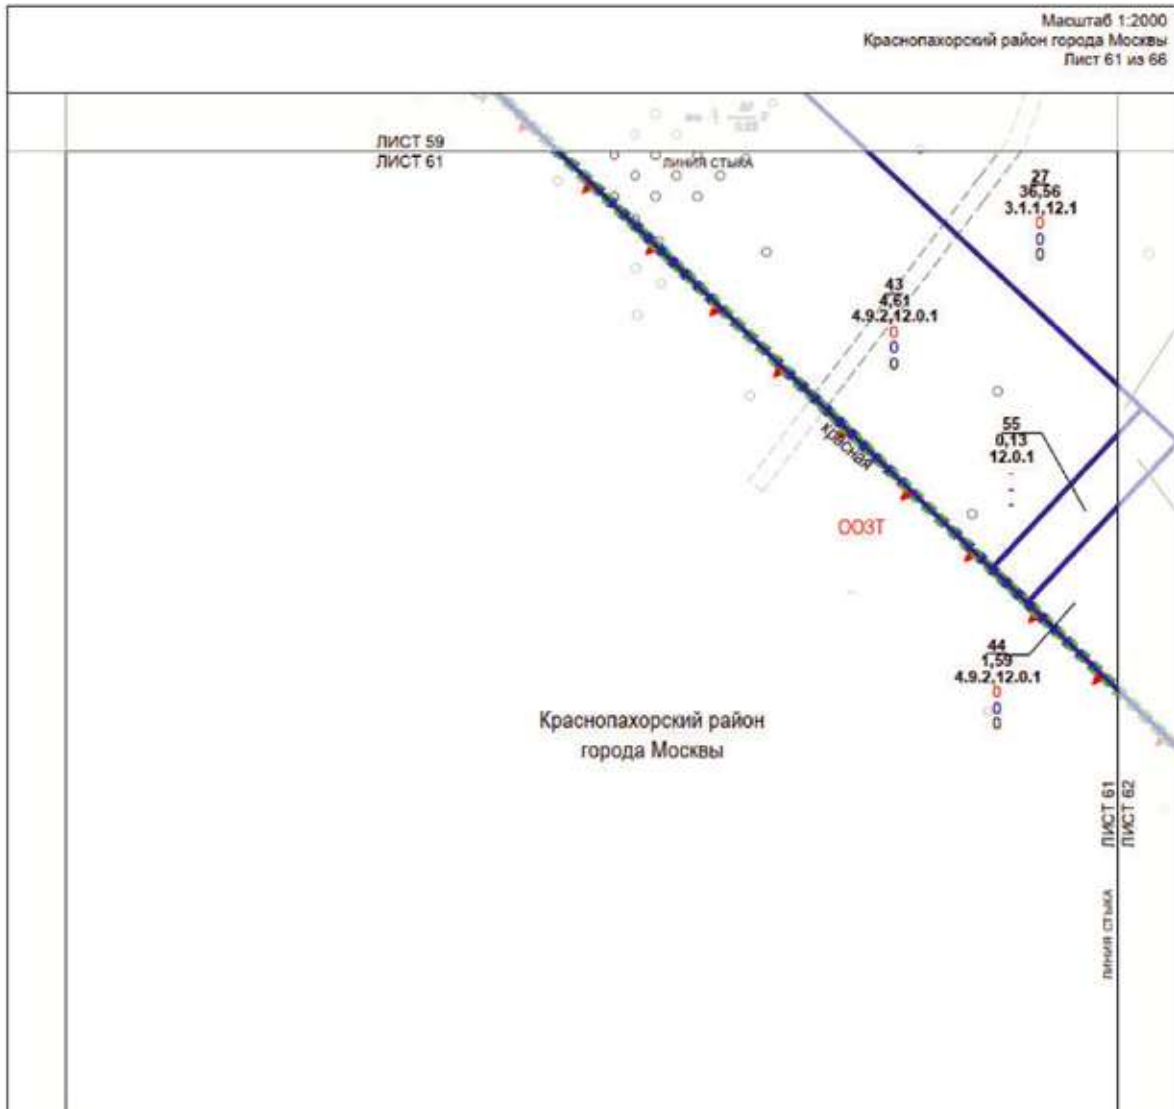 Масштаб 1:2000
Краснопахорский район города Москвы
Лист 61 из 66
ЛИСТ 59
ЛИСТ 61
линия стыка
27
36,56
3.1.1,12.1
0
0
0
43
4,61
4.9.2,12.0.1
0
0
0
красная
55
0,13
12.0.1
-
-
-
ООЗТ
44
1,59
4.9.2,12.0.1
0
0
0
Краснопахорский район
города Москвы
ЛИСТ 61
ЛИСТ 62
линия стыка